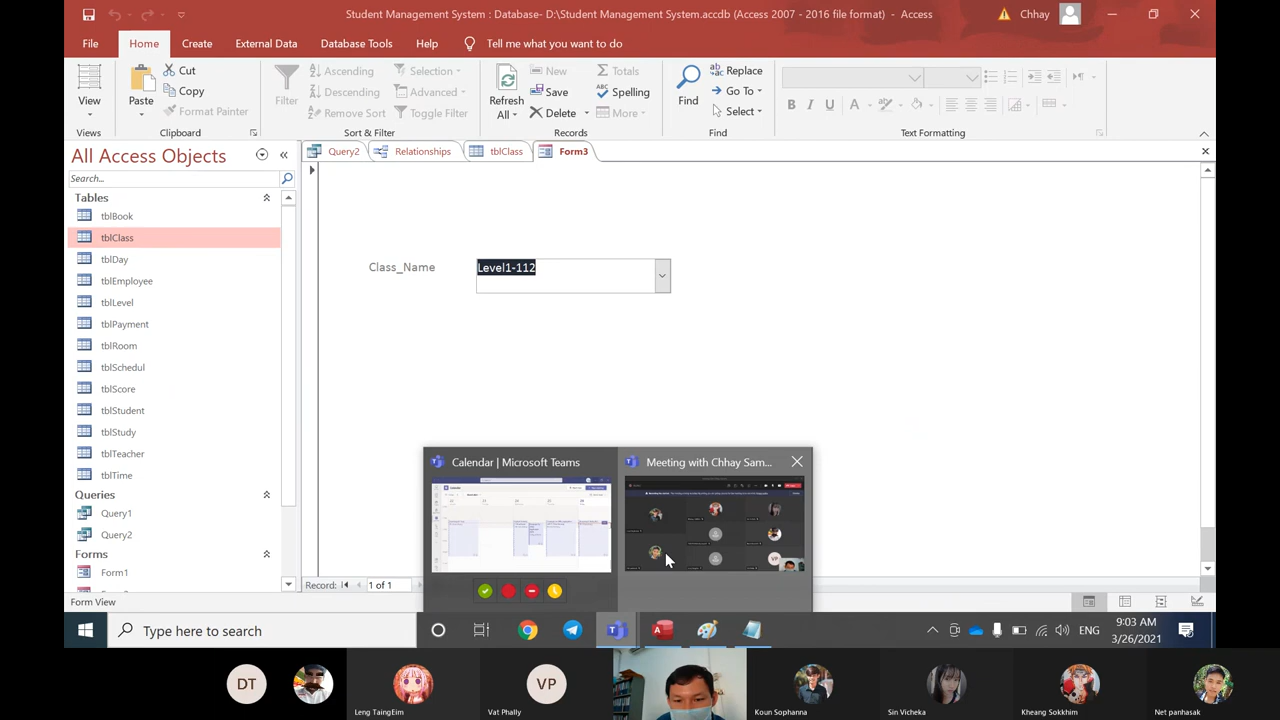 Student Management System : Database- D:\Student Management System.accdb (Access 2007 - 2016 file format) - Access
Chhay
File
Home
Create
External Data
Database Tools
Help
Tell me what you want to do
View
Views
Paste
Cut
Copy
Format Painter
Clipboard
Filter
Ascending
Descending
Remove Sort
Selection
Advanced
Toggle Filter
Sort & Filter
Refresh
All
New
Save
Delete
Totals
Spelling
More
Records
Find
Replace
Go To
Select
Find
B I U
A
Text Formatting
All Access Objects
Search...
Query2
Relationships
tblClass
Form3
Tables
tblBook
tblClass
tblDay
tblEmployee
tblLevel
tblPayment
tblRoom
tblSchedul
tblScore
tblStudent
tblStudy
tblTeacher
tblTime
Queries
Query1
Query2
Forms
Form1
Class_Name
Level1-112
Calendar | Microsoft Teams
Meeting with Chhay Sam...
VP
Record:
1 of 1
Form View
Type here to search
ENG
9:03 AM
3/26/2021
DT
VP
Leng TaingEim
Vat Phally
Koun Sophanna
Sin Vicheka
Kheang Sokkhim
Net panhasak